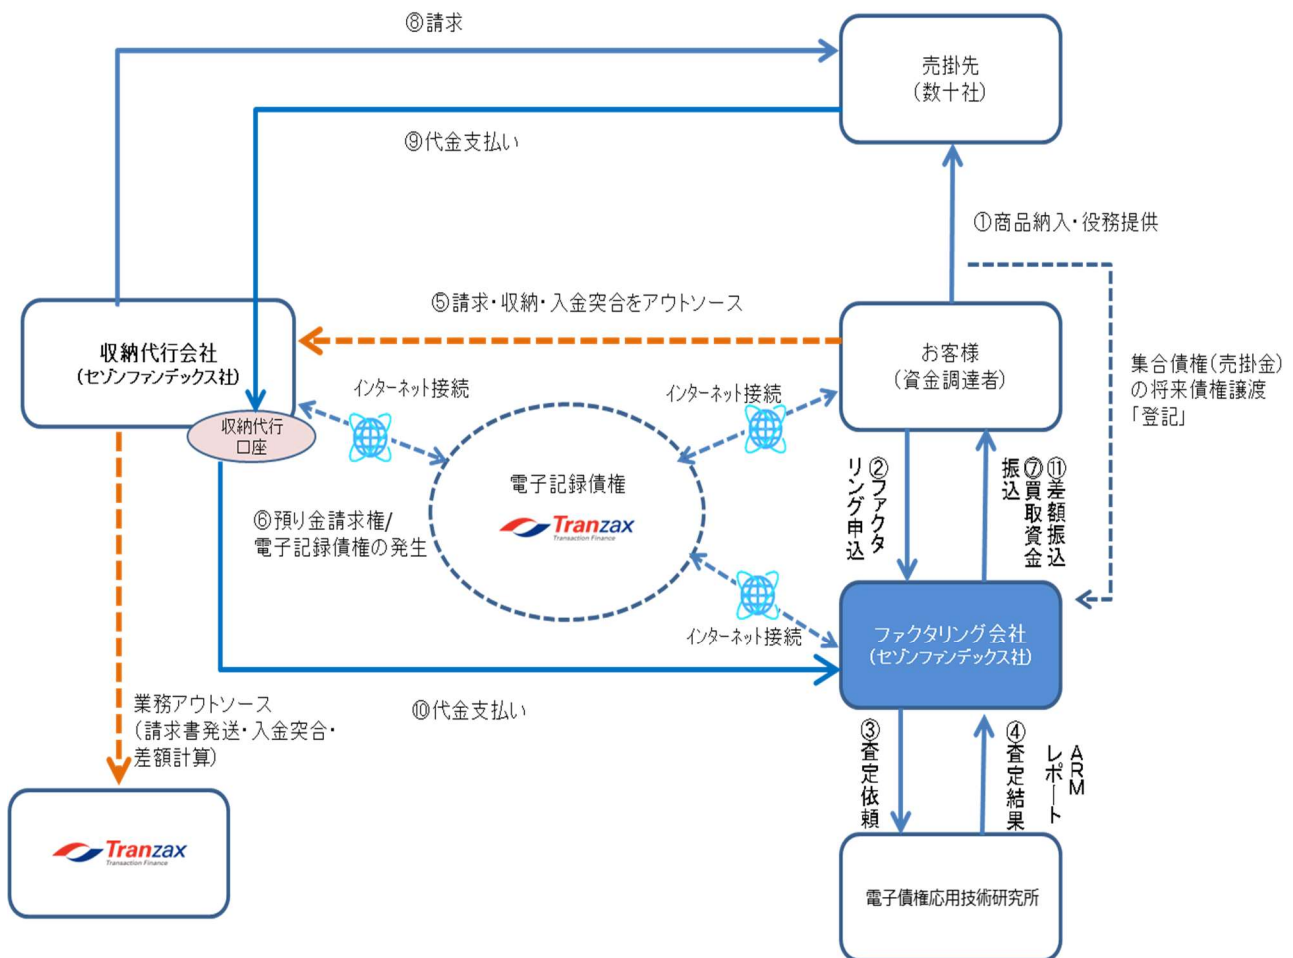 ⑧請求
売掛先
(数十社)
⑨代金支払い
①商品納入・役務提供
⑤請求・収納・入金突合をアウトソース
収納代行会社
(セゾンファンデックス社)
お客様
(資金調達者)
集合債権(売掛金)
の将来債権譲渡
「登記」
インターネット接続
インターネット接続
収納代行
口座
電子記録債権
Tranzax
Transaction Finance
⑥預り金請求権/
電子記録債権の発生
②ファクタ
リング申込
⑪差額振込
⑦買取資金
振込
インターネット接続
ファクタリング会社
(セゾンファンデックス社)
⑩代金支払い
業務アウトソース
(請求書発送・入金突合・
差額計算)
③査定依頼
④査定結果
ARM
レポート
Tranzax
Transaction Finance
電子債権応用技術研究所